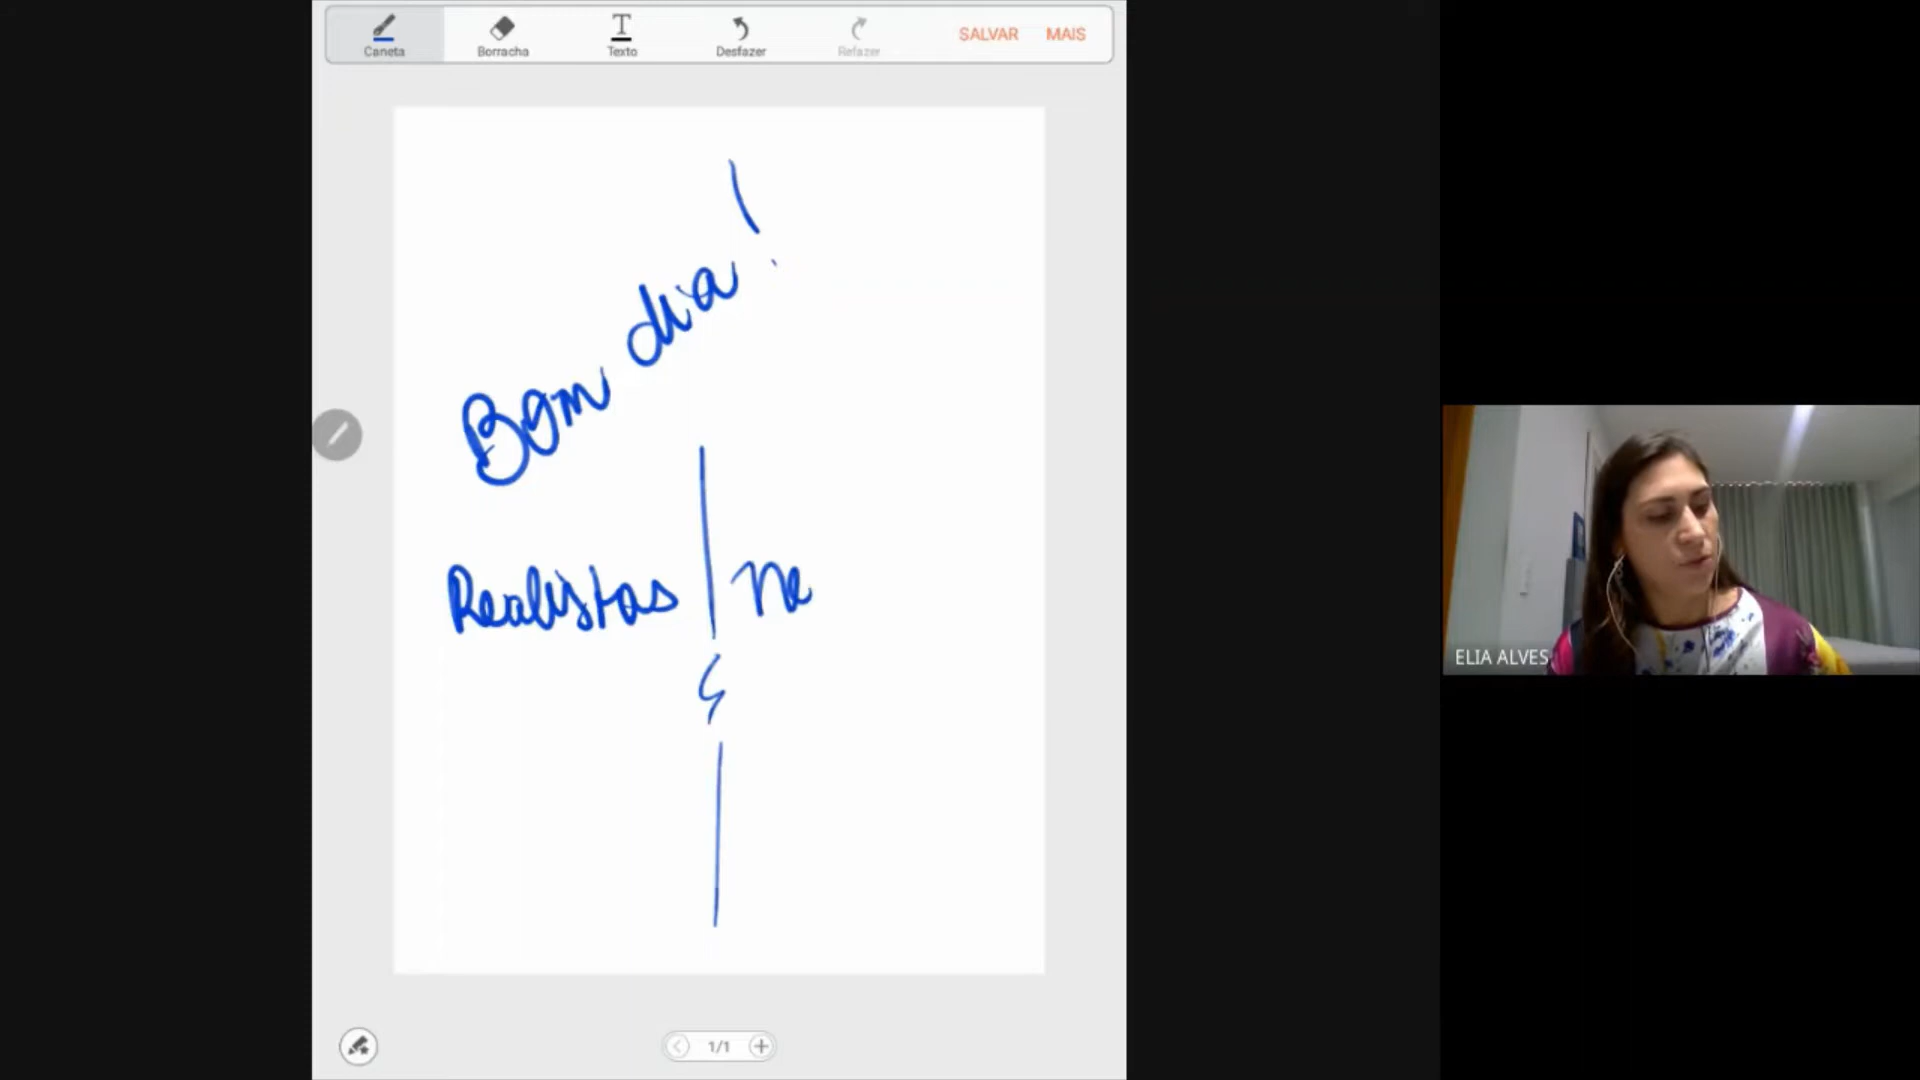 Caneta Borracha Texto Desfazer Refazer SALVAR MAIS
Bom dia!
Realistas | ne
ELIA ALVES
1/1